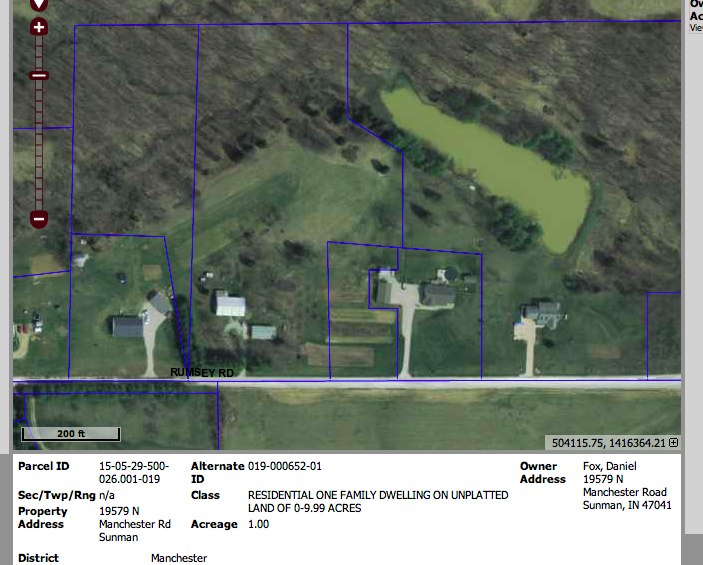 Ow
Ac
Vie
RUMSEY RD
200 ft
504115.75, 1416364.21
Parcel ID 15-05-29-500- Alternate 019-000652-01 Owner Fox, Daniel
026.001-019 ID Address 19579 N
Sec/Twp/Rng n/a Class RESIDENTIAL ONE FAMILY DWELLING ON UNPLATTED Manchester Road
LAND OF 0-9.99 ACRES Sunman, IN 47041
Property 19579 N
Address Manchester Rd Acreage 1.00
Sunman
District Manchester